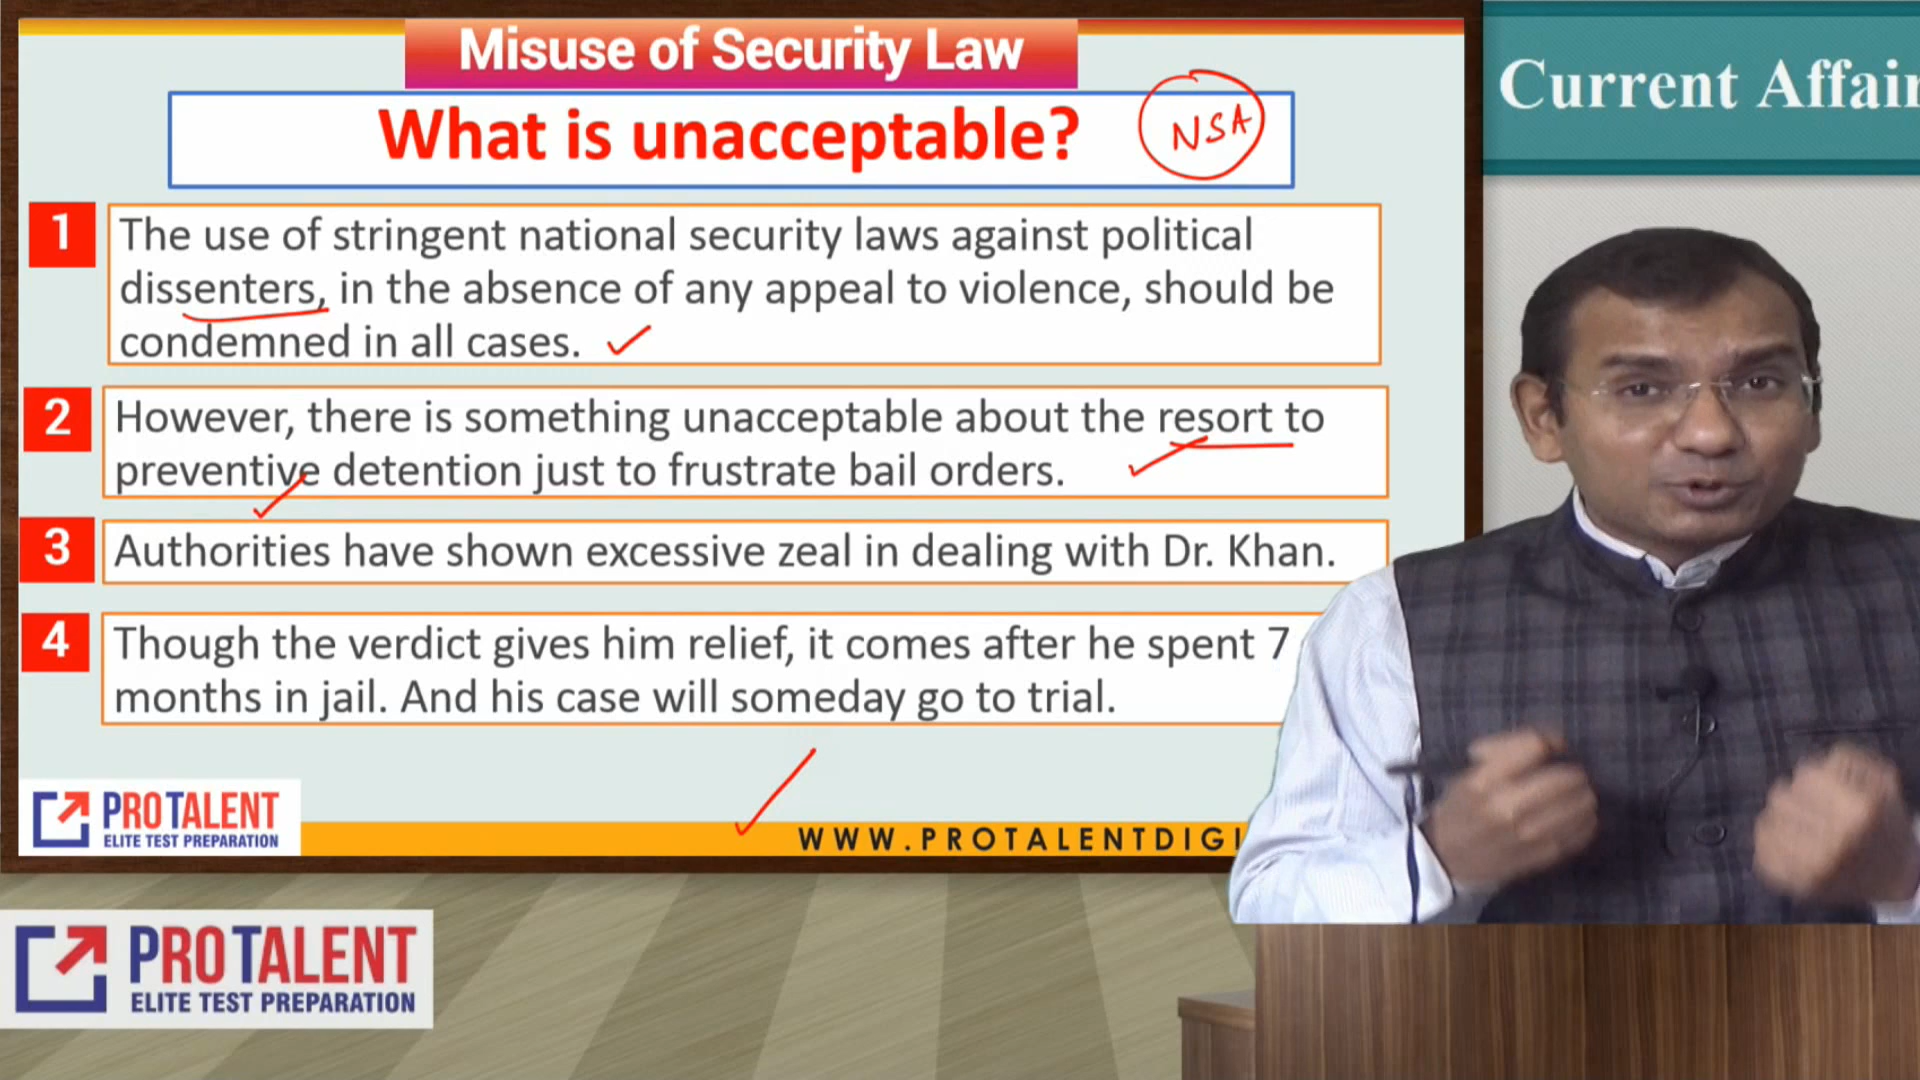 Misuse of Security Law
Current Affair
What is unacceptable?
NSA
1
The use of stringent national security laws against political
dissenters, in the absence of any appeal to violence, should be
condemned in all cases.
2
However, there is something unacceptable about the resort to
preventive detention just to frustrate bail orders.
3
Authorities have shown excessive zeal in dealing with Dr. Khan.
4
Though the verdict gives him relief, it comes after he spent 7
months in jail. And his case will someday go to trial.
PROTALENT
ELITE TEST PREPARATION
WWW.PROTALENTDIGI
PROTALENT
ELITE TEST PREPARATION